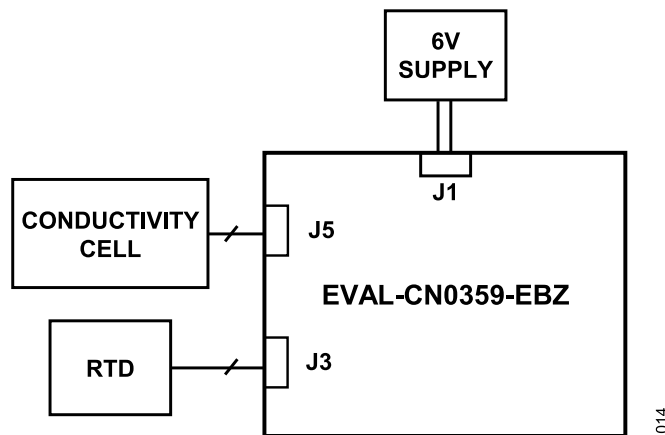 6V
SUPPLY
J1
CONDUCTIVITY
CELL
J5
EVAL-CN0359-EBZ
RTD
J3
014